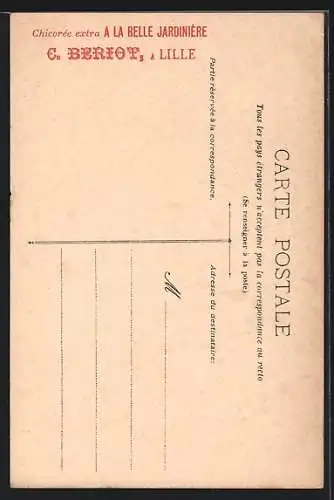 Chicorée extra A LA BELLE JARDINIÈRE
C. BERIOT, A LILLE
CARTE POSTALE
Tous les pays étrangers n'acceptent pas la correspondance au recto
(Se renseigner à la poste)
Partie réservée à la correspondance.
Adresse du destinataire:
M